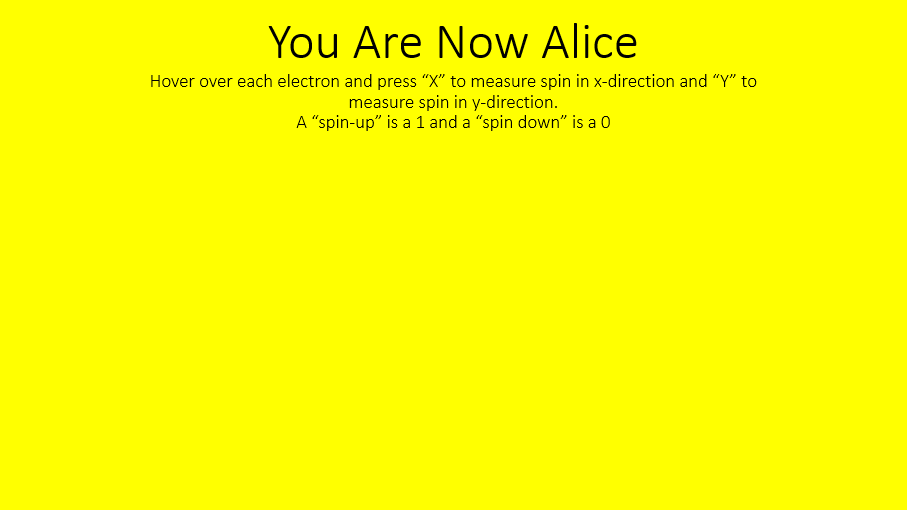 You Are Now Alice
Hover over each electron and press “X” to measure spin in x-direction and “Y” to
measure spin in y-direction.
A “spin-up” is a 1 and a “spin down” is a 0